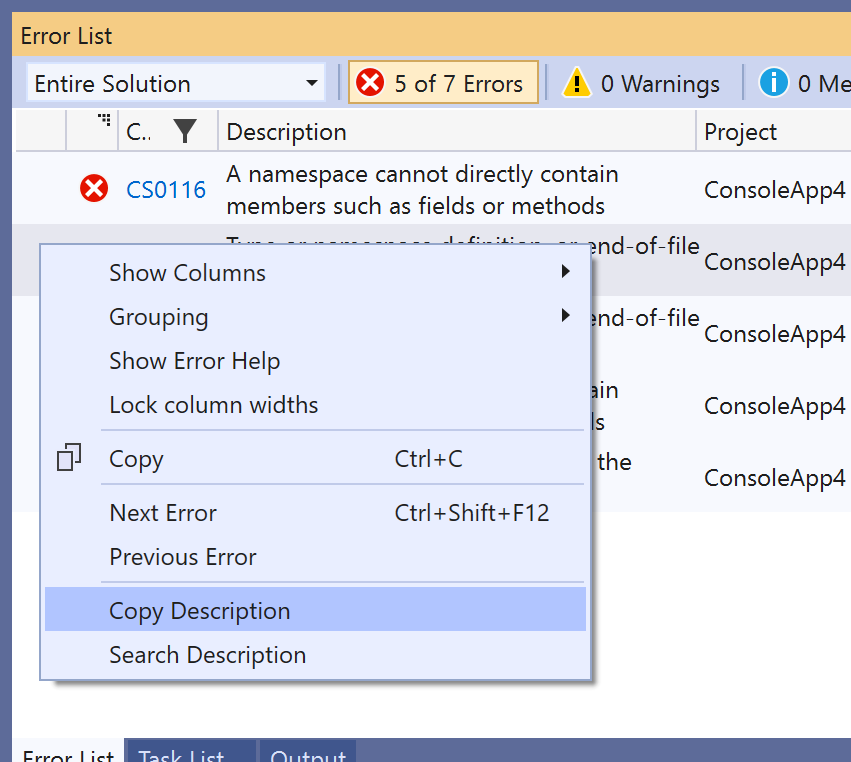 Error List
Entire Solution 5 of 7 Errors 0 Warnings 0 Me
C.. Description Project
CS0116 A namespace cannot directly contain ConsoleApp4
members such as fields or methods
Type or namespace definition, or end-of-file ConsoleApp4
Show Columns
Grouping end-of-file ConsoleApp4
Show Error Help
Lock column widths ConsoleApp4
Copy Ctrl+C the ConsoleApp4
Next Error Ctrl+Shift+F12
Previous Error
Copy Description
Search Description
Error List Task List Output